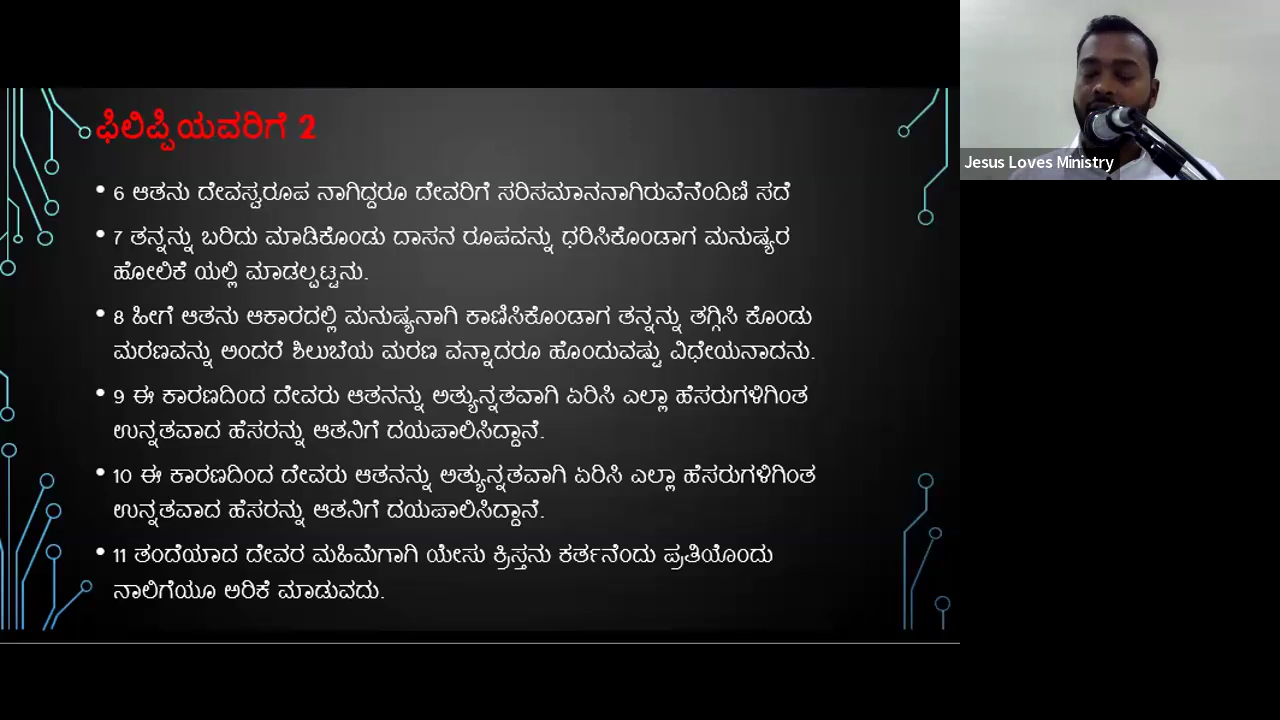 ಫಿಲಿಪ್ಪಿಯವರಿಗೆ 2
• 6 ಆತನು ದೇವಸ್ವರೂಪ ನಾಗಿದ್ದರೂ ದೇವರಿಗೆ ಸರಿಸಮಾನನಾಗಿರುವೆನೆಂದೆಣಿ ಸದೆ
• 7 ತನ್ನನ್ನು ಬರಿದು ಮಾಡಿಕೊಂಡು ದಾಸನ ರೂಪವನ್ನು ಧರಿಸಿಕೊಂಡಾಗ ಮನುಷ್ಯರ
ಹೋಲಿಕೆ ಯಲ್ಲಿ ಮಾಡಲ್ಪಟ್ಟನು.
• 8 ಹೀಗೆ ಆತನು ಆಕಾರದಲ್ಲಿ ಮನುಷ್ಯನಾಗಿ ಕಾಣಿಸಿಕೊಂಡಾಗ ತನ್ನನ್ನು ತಗ್ಗಿಸಿ ಕೊಂಡು
ಮರಣವನ್ನು ಅಂದರೆ ಶಿಲುಬೆಯ ಮರಣ ವನ್ನಾದರೂ ಹೊಂದುವಷ್ಟು ವಿಧೇಯನಾದನು.
• 9 ಈ ಕಾರಣದಿಂದ ದೇವರು ಆತನನ್ನು ಅತ್ಯುನ್ನತವಾಗಿ ಏರಿಸಿ ಎಲ್ಲಾ ಹೆಸರುಗಳಿಗಿಂತ
ಉನ್ನತವಾದ ಹೆಸರನ್ನು ಆತನಿಗೆ ದಯಪಾಲಿಸಿದ್ದಾನೆ.
• 10 ಈ ಕಾರಣದಿಂದ ದೇವರು ಆತನನ್ನು ಅತ್ಯುನ್ನತವಾಗಿ ಏರಿಸಿ ಎಲ್ಲಾ ಹೆಸರುಗಳಿಗಿಂತ
ಉನ್ನತವಾದ ಹೆಸರನ್ನು ಆತನಿಗೆ ದಯಪಾಲಿಸಿದ್ದಾನೆ.
• 11 ತಂದೆಯಾದ ದೇವರ ಮಹಿಮೆಗಾಗಿ ಯೇಸು ಕ್ರಿಸ್ತನು ಕರ್ತನೆಂದು ಪ್ರತಿಯೊಂದು
ನಾಲಿಗೆಯೂ ಅರಿಕೆ ಮಾಡುವದು.
Jesus Loves Ministry